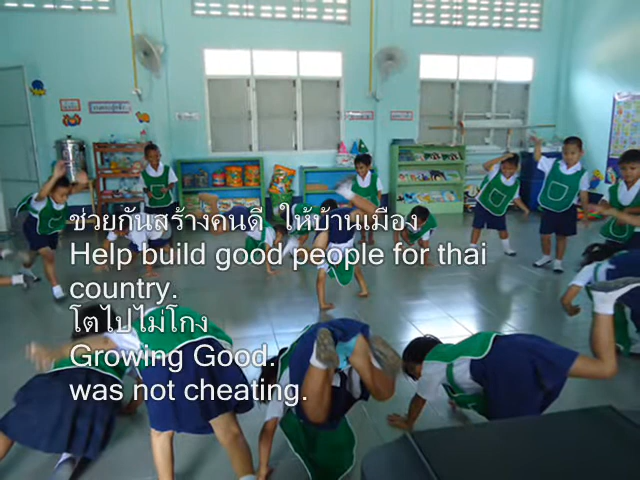 ช่วยกันสร้างคนดี ให้บ้านเมือง
Help build good people for thai
country.
โตไปไม่โกง
Growing Good.
was not cheating.